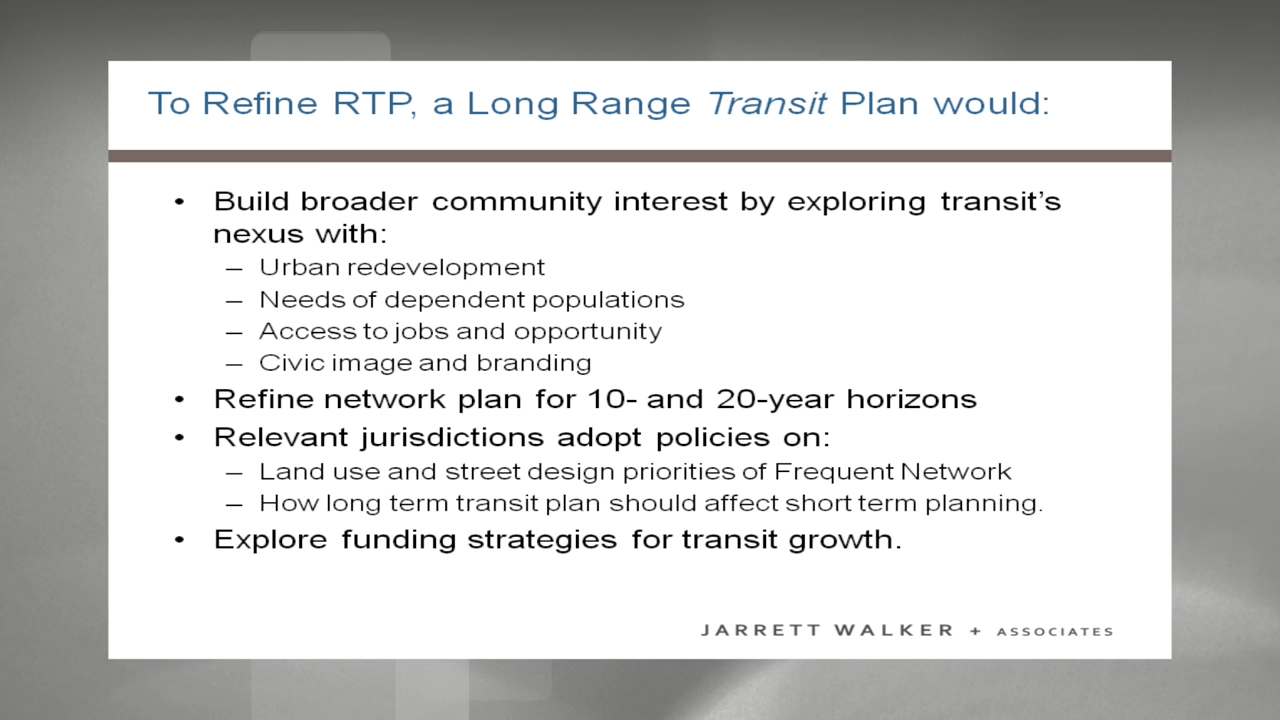 To Refine RTP, a Long Range Transit Plan would:
• Build broader community interest by exploring transit’s
nexus with:
– Urban redevelopment
– Needs of dependent populations
– Access to jobs and opportunity
– Civic image and branding
• Refine network plan for 10- and 20-year horizons
• Relevant jurisdictions adopt policies on:
– Land use and street design priorities of Frequent Network
– How long term transit plan should affect short term planning.
• Explore funding strategies for transit growth.
JARRETT WALKER + ASSOCIATES